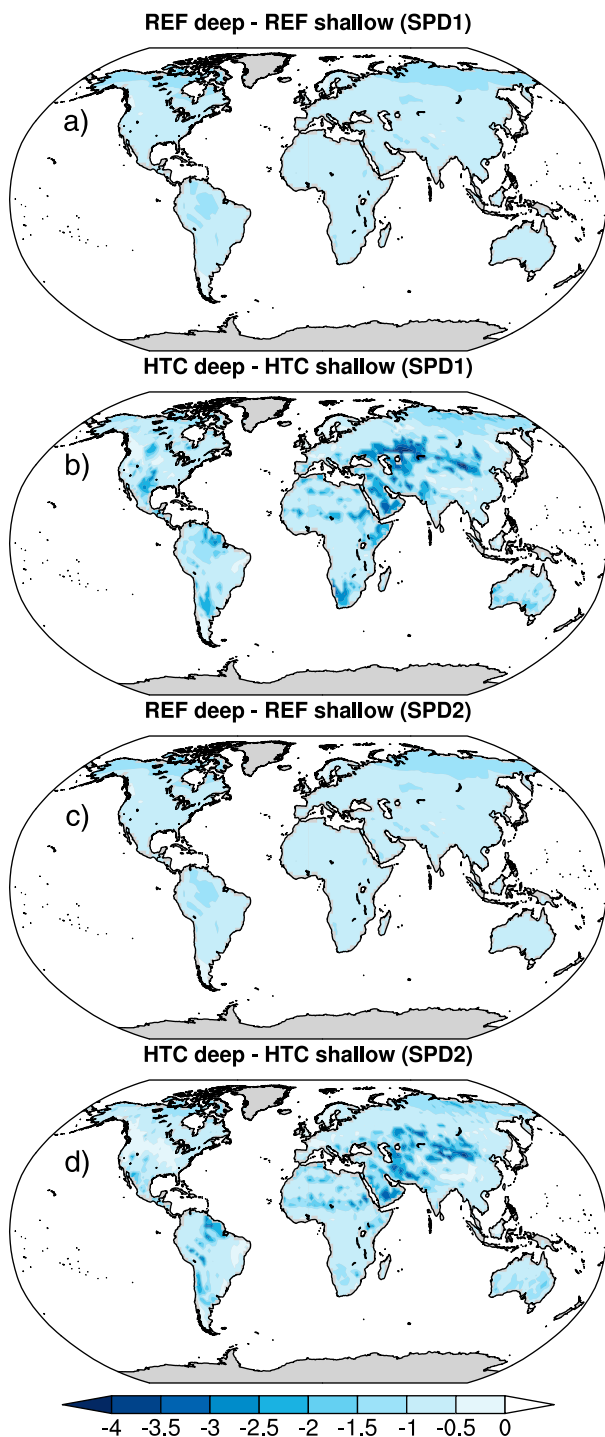 REF deep - REF shallow (SPD1)
a)
HTC deep - HTC shallow (SPD1)
b)
REF deep - REF shallow (SPD2)
c)
HTC deep - HTC shallow (SPD2)
d)
-4 -3.5 -3 -2.5 -2 -1.5 -1 -0.5 0